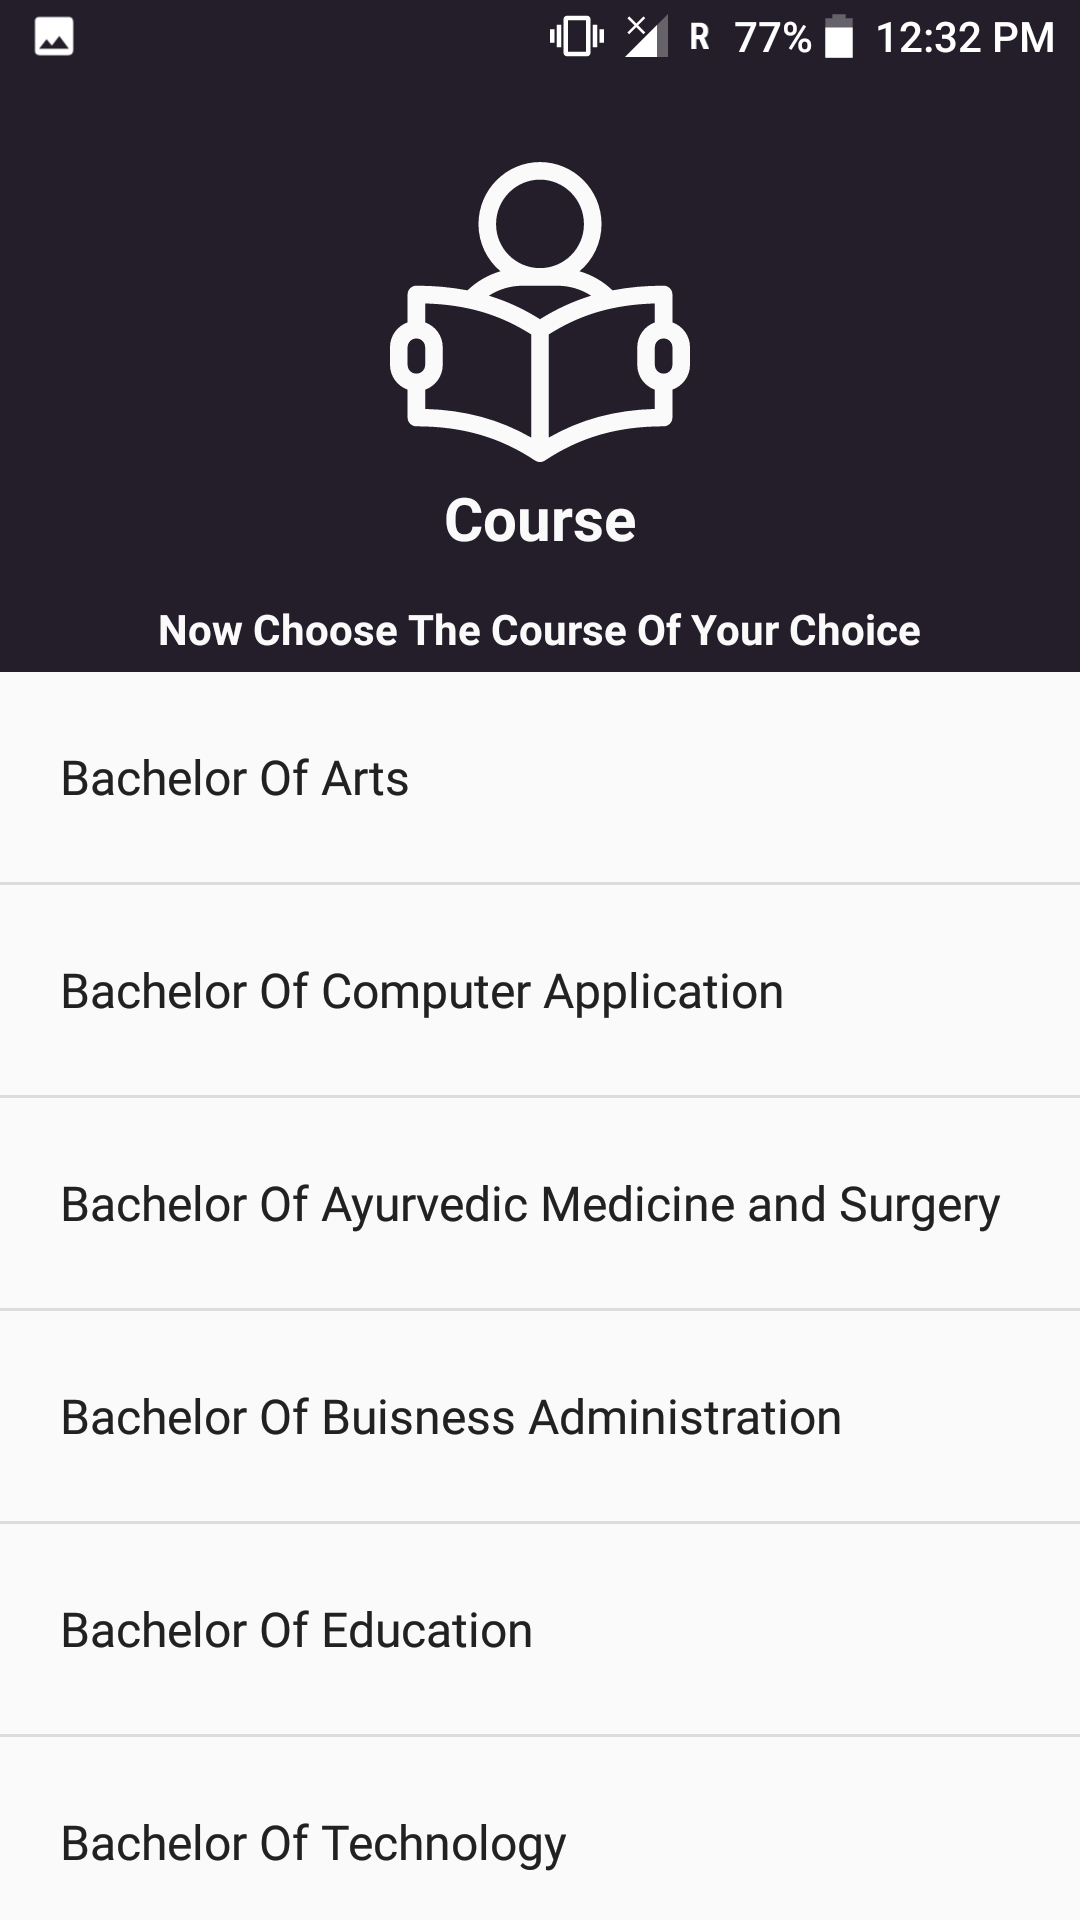 R 77% 12:32 PM
Course
Now Choose The Course Of Your Choice
Bachelor Of Arts
Bachelor Of Computer Application
Bachelor Of Ayurvedic Medicine and Surgery
Bachelor Of Buisness Administration
Bachelor Of Education
Bachelor Of Technology